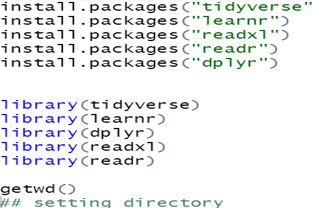 install.packages("tidyverse"
install.packages("learnr")
install.packages("readxl")
install.packages("readr")
install.packages("dplyr")
library(tidyverse)
library(learnr)
library(dplyr)
library(readxl)
library(readr)
getwd()
## setting directory